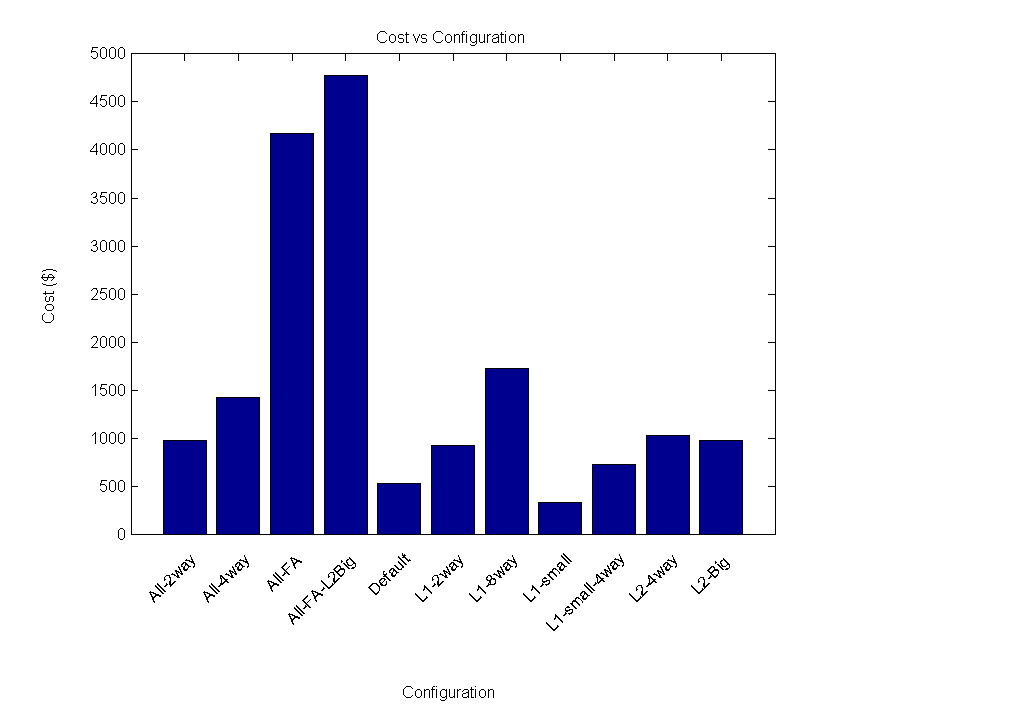 Cost vs Configuration
5000
4500
4000
3500
3000
2500
2000
1500
1000
500
0
Cost ($)
All-2way
All-4way
All-FA
All-FA-L2Big
Default
L1-2way
L1-8way
L1-small
L1-small-4way
L2-4way
L2-Big
Configuration